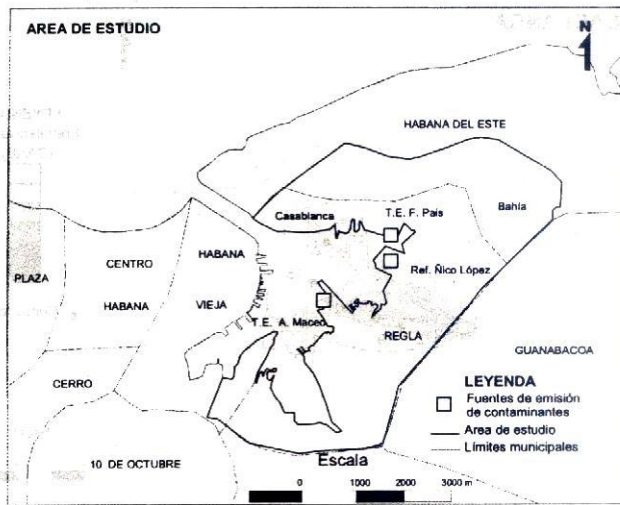 AREA DE ESTUDIO
N
HABANA DEL ESTE
Casablanca
T.E. F. País
Bahía
HABANA
CENTRO
PLAZA
Ref. Ñico López
HABANA
VIEJA
T.E. A. Maceo
REGLA
GUANABACOA
CERRO
LEYENDA
Fuentes de emisión
de contaminantes
Area de estudio
Límites municipales
10 DE OCTUBRE
Escala
0 1000 2000 3000 m